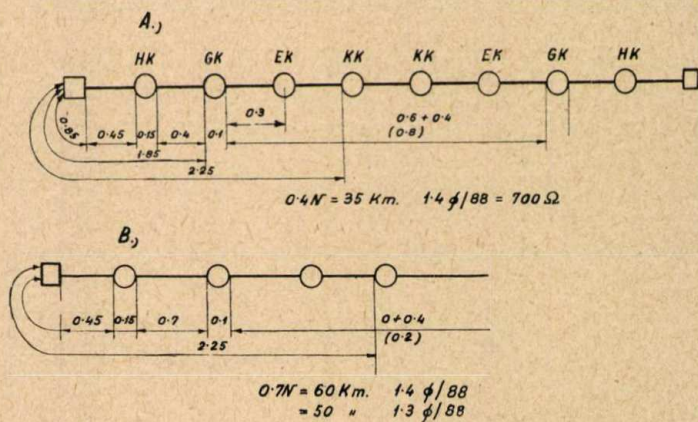 A.)
HK GK EK KK KK EK GK HK
0.3
0.6 + 0.4
(0.8)
0.85
0.45 0.15 0.4 0.1
1.85
2.25
0.4N = 35 Km. 1.4 ϕ/88 = 700 Ω
B.)
0.45 0.15 0.7 0.1
0+0.4
(0.2)
2.25
0.7N = 60 Km. 1.4 ϕ/88
= 50 " 1.3 ϕ/88